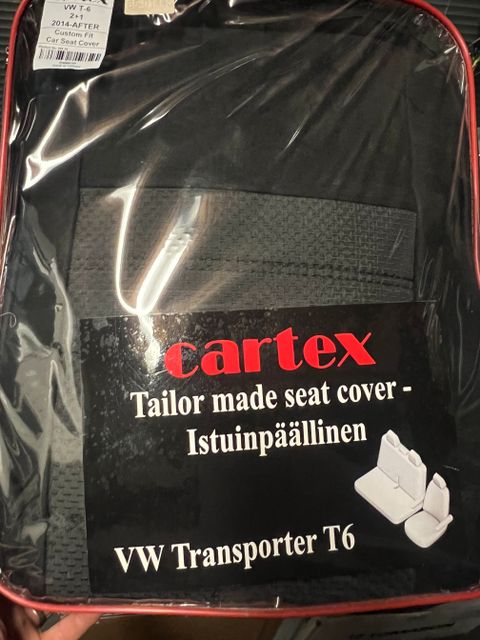 VW T-6
2+1
2014-AFTER
Custom Fit
Car Seat Cover
cartex
Tailor made seat cover -
Istuinpäällinen
VW Transporter T6